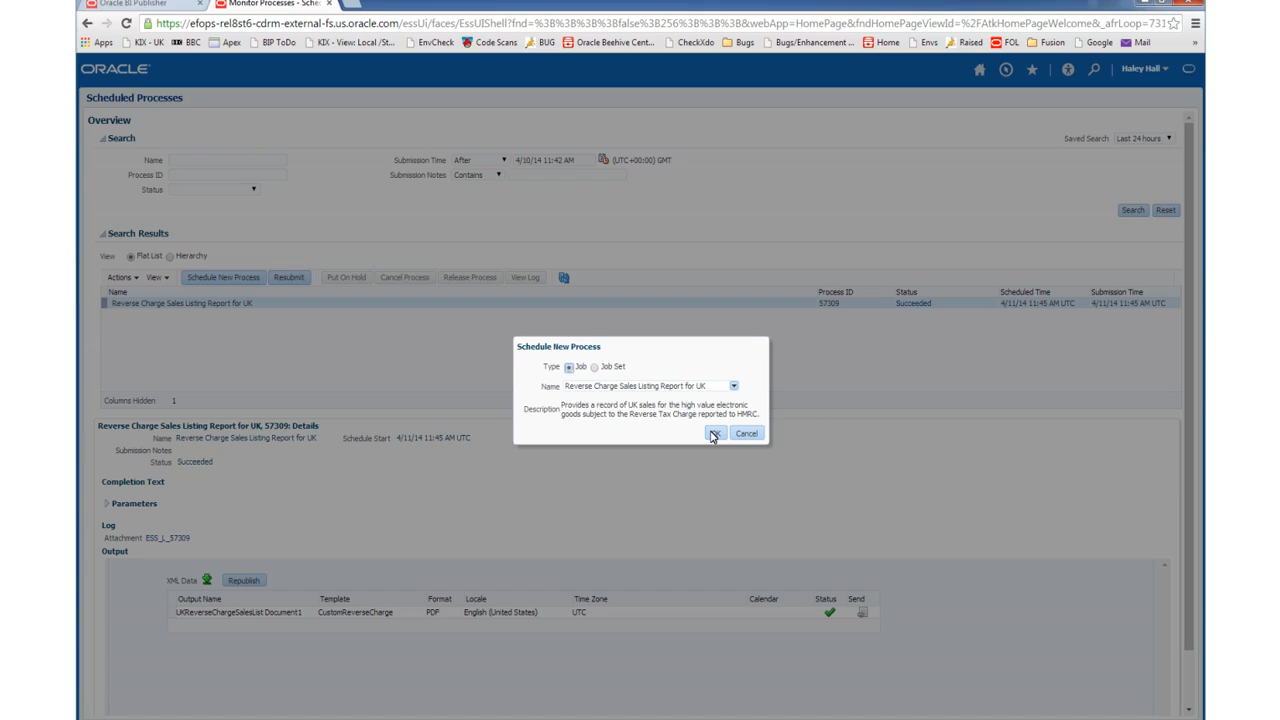 Oracle BI Publisher
Monitor Processes - Sche
https://efops-rel8st6-cdrm-external-fs.us.oracle.com/essUi/faces/EssUIShell?fnd=%3B%3B%3B%3Bfalse%3B256%3B%3B%3B&webApp=HomePage&fndHomePageViewId=%2FAtkHomePageWelcome&_afrLoop=731
Apps KIX - UK BBC BIP ToDo KIX - View: Local /St... EnvCheck Code Scans BUG Oracle Beehive Cent... CheckXdo Bugs Bugs/Enhancement ... Home Envs Raised FOL Fusion Google Mail
ORACLE Haley Hall
Scheduled Processes
Overview
Search
Saved Search Last 24 hours
Name Submission Time After 4/10/14 11:42 AM (UTC+00:00) GMT
Process ID Submission Notes Contains
Status
Search Reset
Search Results
View Flat List Hierarchy
Actions View Schedule New Process Resubmit Put On Hold Cancel Process Release Process View Log
Name Process ID Status Scheduled Time Submission Time
Reverse Charge Sales Listing Report for UK 57309 Succeeded 4/11/14 11:45 AM UTC 4/11/14 11:45 AM UTC
Schedule New Process
Type Job Job Set
Name Reverse Charge Sales Listing Report for UK
Description Provides a record of UK sales for the high value electronic
goods subject to the Reverse Tax Charge reported to HMRC.
Cancel
Columns Hidden 1
Reverse Charge Sales Listing Report for UK, 57309: Details
Name Reverse Charge Sales Listing Report for UK Schedule Start 4/11/14 11:45 AM UTC
Submission Notes
Status Succeeded
Completion Text
Parameters
Log
Attachment ESS_L_57309
Output
XML Data Republish
Output Name Template Format Locale Time Zone Calendar Status Send
UKReverseChargeSalesList Document1 CustomReverseCharge PDF English (United States) UTC